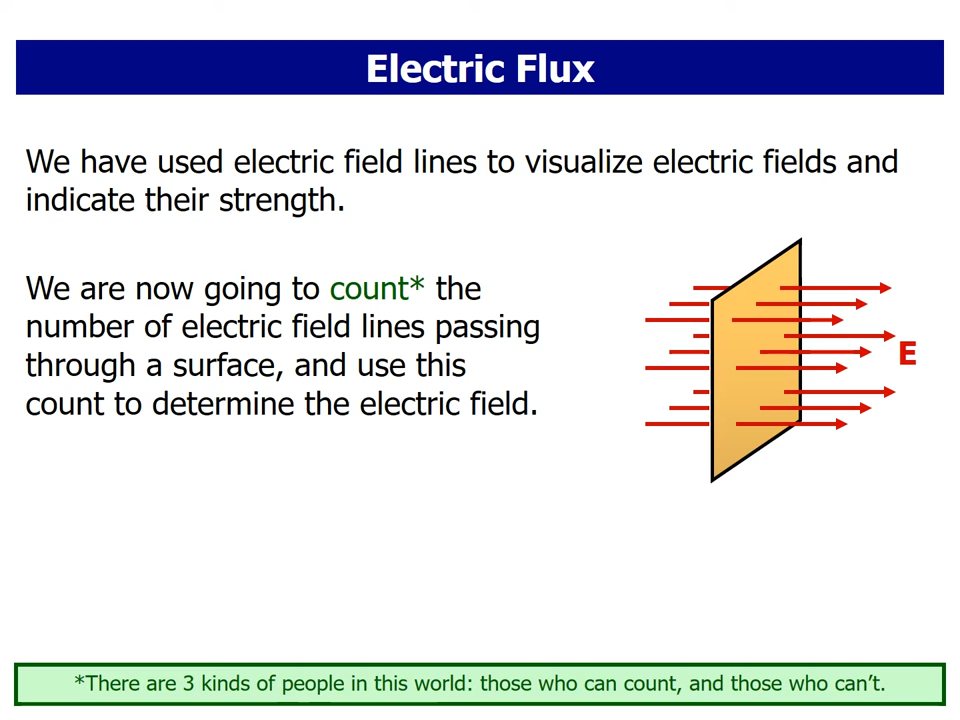 Electric Flux
We have used electric field lines to visualize electric fields and
indicate their strength.
We are now going to count* the
number of electric field lines passing
through a surface, and use this
count to determine the electric field.
E
*There are 3 kinds of people in this world: those who can count, and those who can’t.